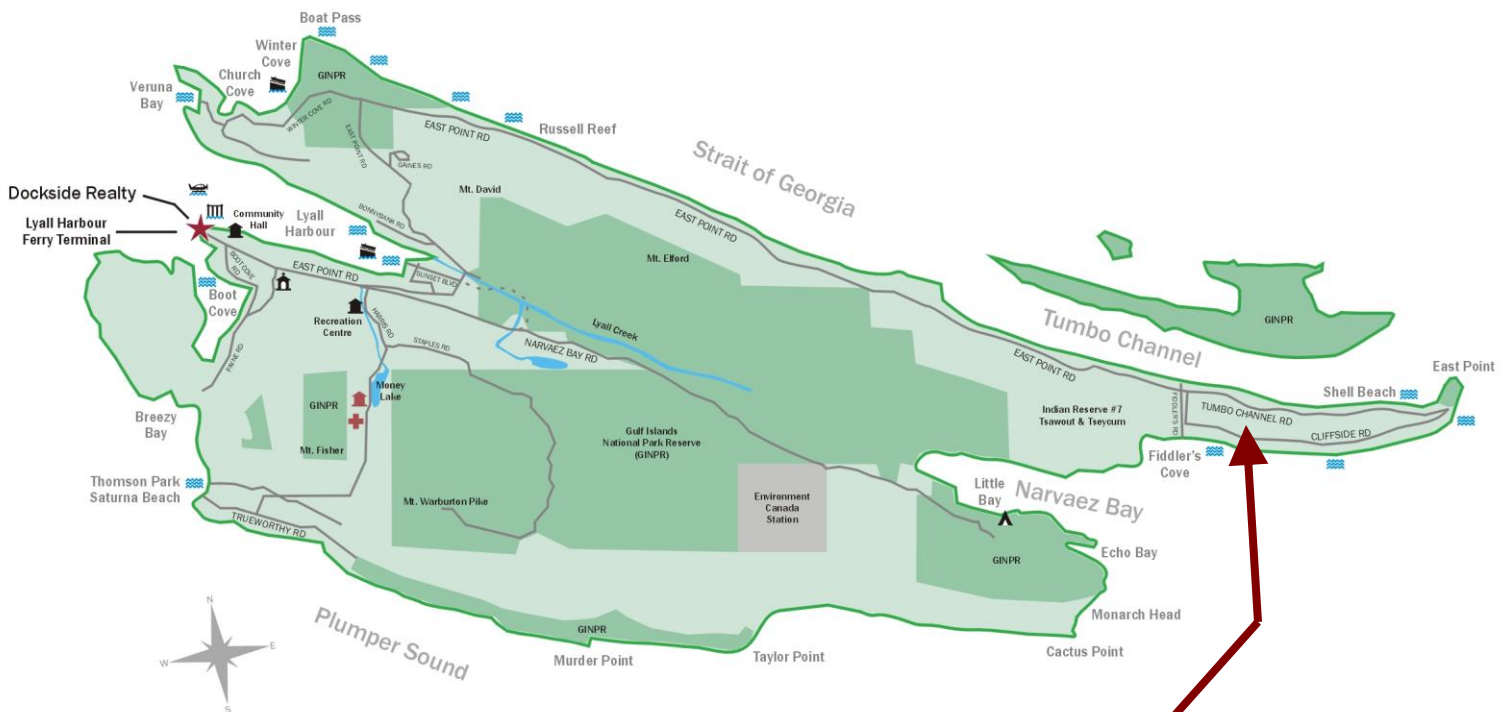 Boat Pass
Winter
Cove
GINPR
Church
Cove
Veruna
Bay
WINTER COVE RD
EAST POINT RD
EAST POINT RD
Russell Reef
GAINES RD
Strait of Georgia
Dockside Realty
Mt. David
Lyall Harbour
Ferry Terminal
Community
Hall
Lyall
Harbour
BONNYBANK RD
EAST POINT RD
BOOT COVE
RD
EAST POINT RD
SUNSET BLVD
Mt. Elford
Boot
Cove
Recreation
Centre
HARRIS RD
STAPLES RD
NARVAEZ BAY RD
Lyall Creek
Tumbo Channel
GINPR
EAST POINT RD
East Point
Shell Beach
PAYNE RD
Money
Lake
Breezy
Bay
GINPR
Mt. Fisher
Gulf Islands
National Park Reserve
(GINPR)
Indian Reserve #7
Tsawout & Tseycum
FIDDLER'S RD
TUMBO CHANNEL RD
CLIFFSIDE RD
Fiddler's
Cove
Thomson Park
Saturna Beach
Mt. Warburton Pike
Environment
Canada
Station
Little
Bay
Narvaez Bay
TRUEWORTHY RD
Echo Bay
GINPR
Monarch Head
Cactus Point
Plumper Sound
GINPR
Murder Point
Taylor Point
N
W
E
S